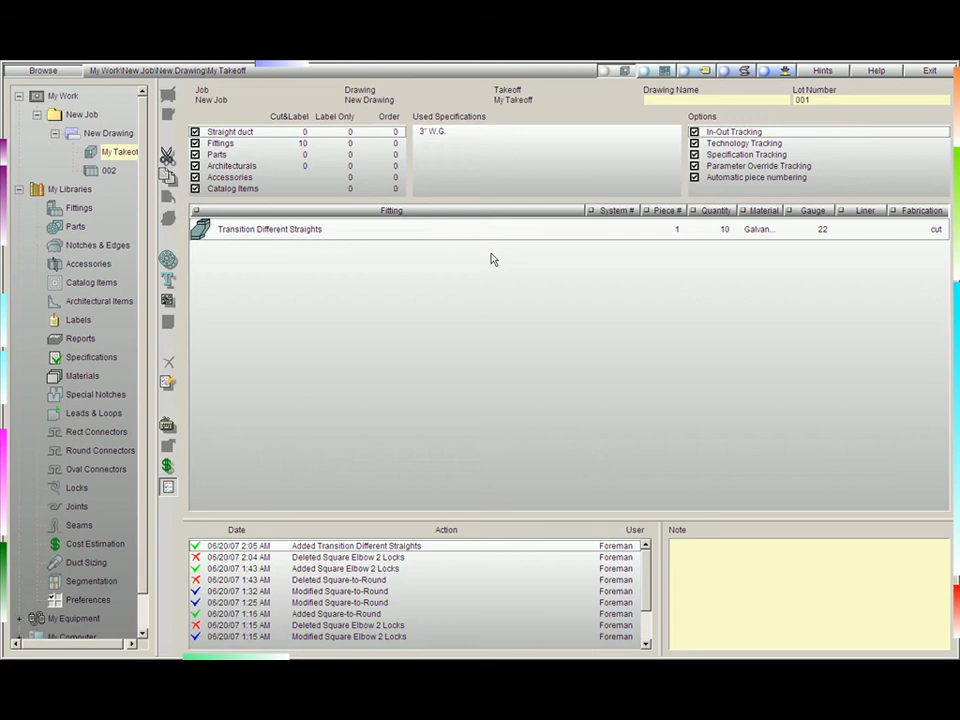 Browse
My Work\New Job\New Drawing\My Takeoff
Hints
Help
Exit
My Work
New Job
New Drawing
My Takeof
002
My Libraries
Fittings
Parts
Notches & Edges
Accessories
Catalog Items
Architectural Items
Labels
Reports
Specifications
Materials
Special Notches
Leads & Loops
Rect Connectors
Round Connectors
Oval Connectors
Locks
Joints
Seams
Cost Estimation
Duct Sizing
Segmentation
Preferences
My Equipment
My Computer
Job
New Job
Drawing
New Drawing
Takeoff
My Takeoff
Drawing Name
Lot Number
001
Cut&Label Label Only Order
Straight duct 0 0 0
Fittings 10 0 0
Parts 0 0 0
Architecturals 0 0 0
Accessories 0 0
Catalog Items 0 0
Used Specifications
3" W.G.
Options
In-Out Tracking
Technology Tracking
Specification Tracking
Parameter Override Tracking
Automatic piece numbering
Fitting System # Piece # Quantity Material Gauge Liner Fabrication
Transition Different Straights 1 10 Galvan... 22 cut
Date Action User
06/20/07 2:05 AM Added Transition Different Straights Foreman
06/20/07 2:04 AM Deleted Square Elbow 2 Locks Foreman
06/20/07 1:43 AM Added Square Elbow 2 Locks Foreman
06/20/07 1:43 AM Deleted Square-to-Round Foreman
06/20/07 1:32 AM Modified Square-to-Round Foreman
06/20/07 1:25 AM Modified Square-to-Round Foreman
06/20/07 1:16 AM Added Square-to-Round Foreman
06/20/07 1:15 AM Deleted Square Elbow 2 Locks Foreman
06/20/07 1:15 AM Modified Square Elbow 2 Locks Foreman
Note